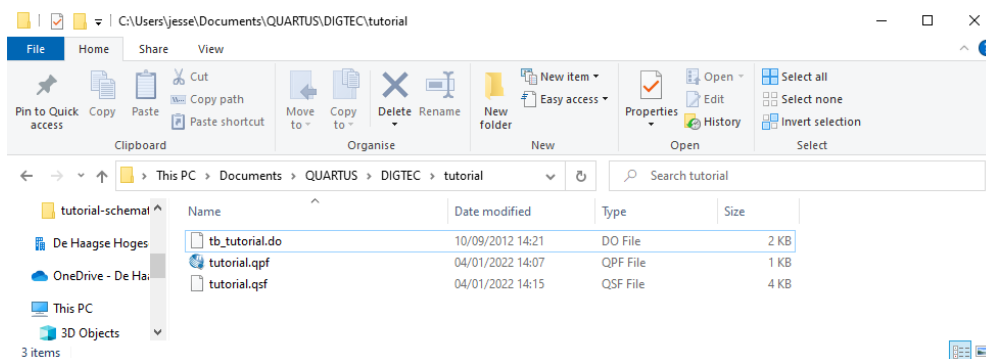 C:\Users\jesse\Documents\QUARTUS\DIGTEC\tutorial
File Home Share View
Pin to Quick access
Copy
Paste
Cut
Copy path
Paste shortcut
Clipboard
Move to
Copy to
Delete
Rename
Organise
New folder
New item
Easy access
New
Properties
Open
Edit
History
Open
Select all
Select none
Invert selection
Select
This PC > Documents > QUARTUS > DIGTEC > tutorial
Search tutorial
tutorial-schemat
De Haagse Hoges
OneDrive - De Ha
This PC
3D Objects
Name Date modified Type Size
tb_tutorial.do 10/09/2012 14:21 DO File 2 KB
tutorial.qpf 04/01/2022 14:07 QPF File 1 KB
tutorial.qsf 04/01/2022 14:15 QSF File 4 KB
3 items